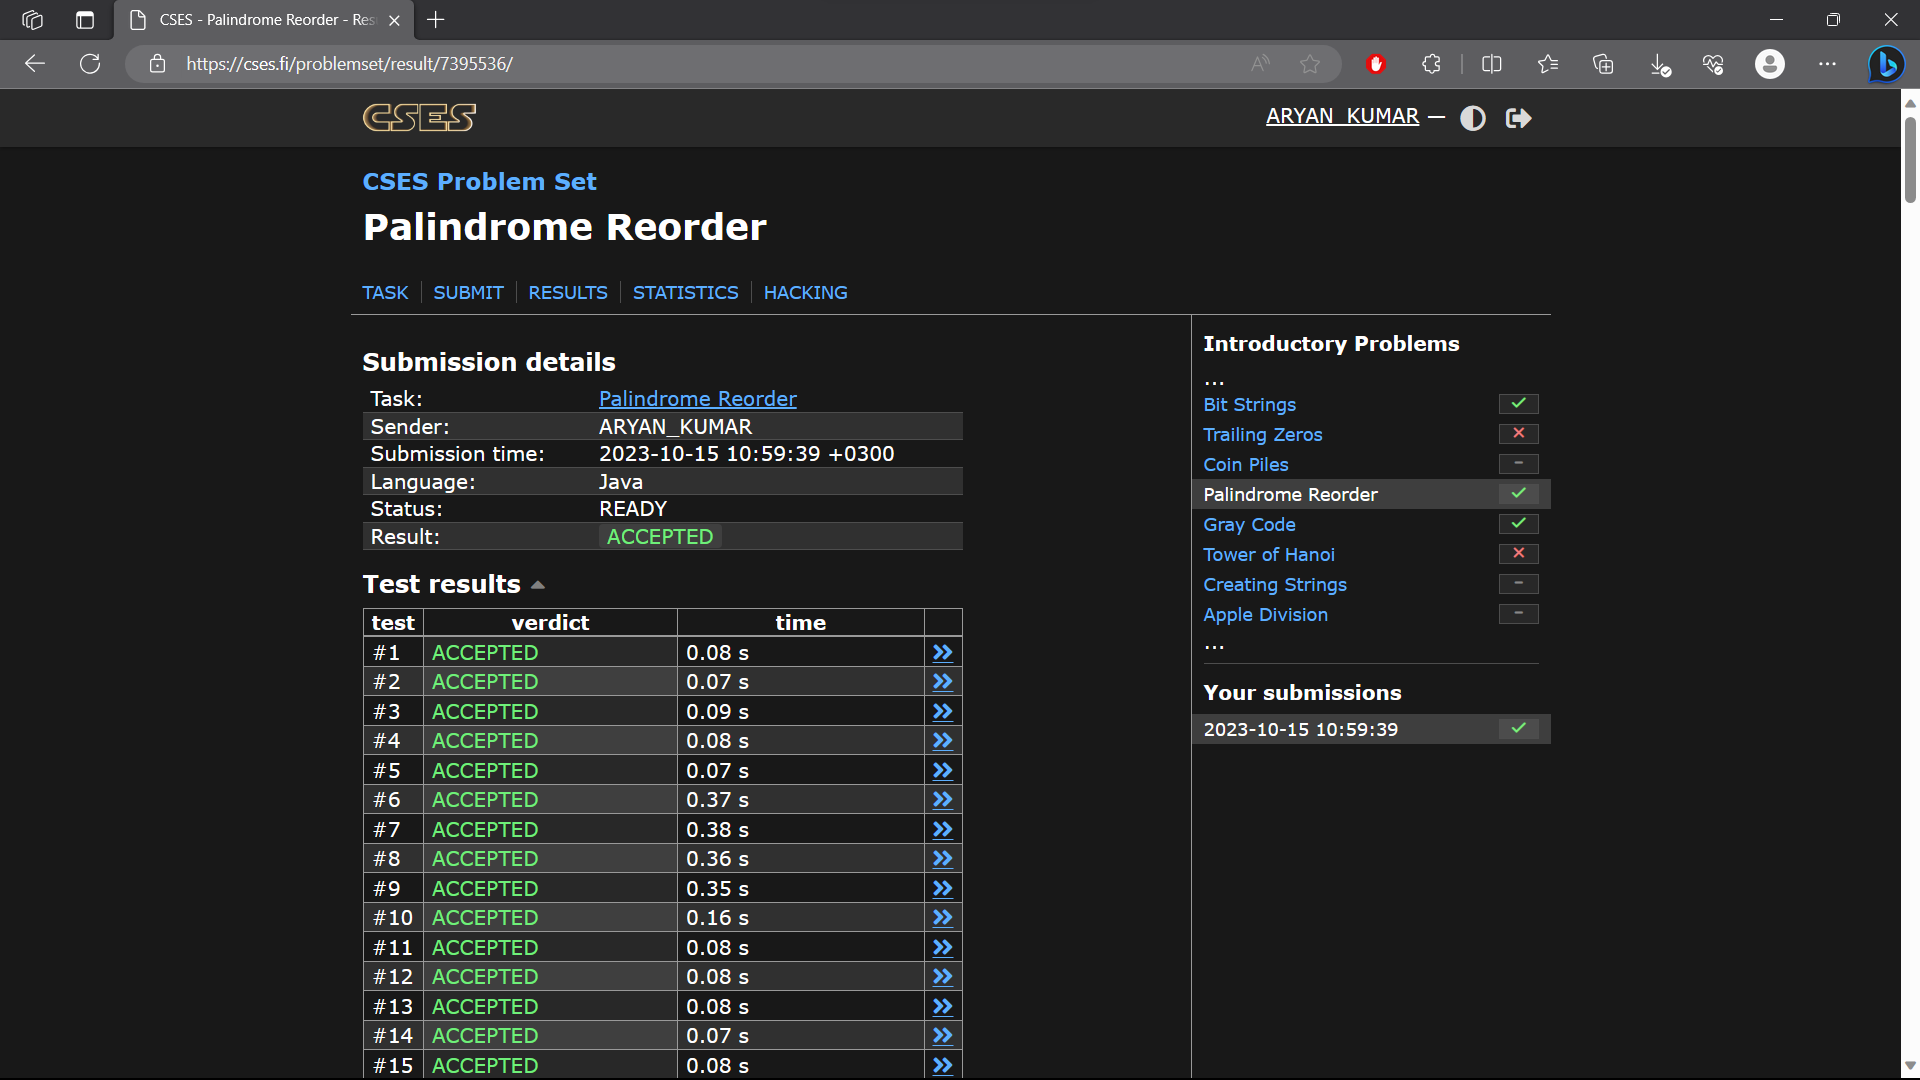 CSES - Palindrome Reorder - Res
https://cses.fi/problemset/result/7395536/
CSES
ARYAN_KUMAR —
CSES Problem Set
Palindrome Reorder
TASK SUBMIT RESULTS STATISTICS HACKING
Submission details
Task: Palindrome Reorder
Sender: ARYAN_KUMAR
Submission time: 2023-10-15 10:59:39 +0300
Language: Java
Status: READY
Result: ACCEPTED
Test results
test verdict time
#1 ACCEPTED 0.08 s
#2 ACCEPTED 0.07 s
#3 ACCEPTED 0.09 s
#4 ACCEPTED 0.08 s
#5 ACCEPTED 0.07 s
#6 ACCEPTED 0.37 s
#7 ACCEPTED 0.38 s
#8 ACCEPTED 0.36 s
#9 ACCEPTED 0.35 s
#10 ACCEPTED 0.16 s
#11 ACCEPTED 0.08 s
#12 ACCEPTED 0.08 s
#13 ACCEPTED 0.08 s
#14 ACCEPTED 0.07 s
#15 ACCEPTED 0.08 s
Introductory Problems
...
Bit Strings
Trailing Zeros
Coin Piles
Palindrome Reorder
Gray Code
Tower of Hanoi
Creating Strings
Apple Division
...
Your submissions
2023-10-15 10:59:39